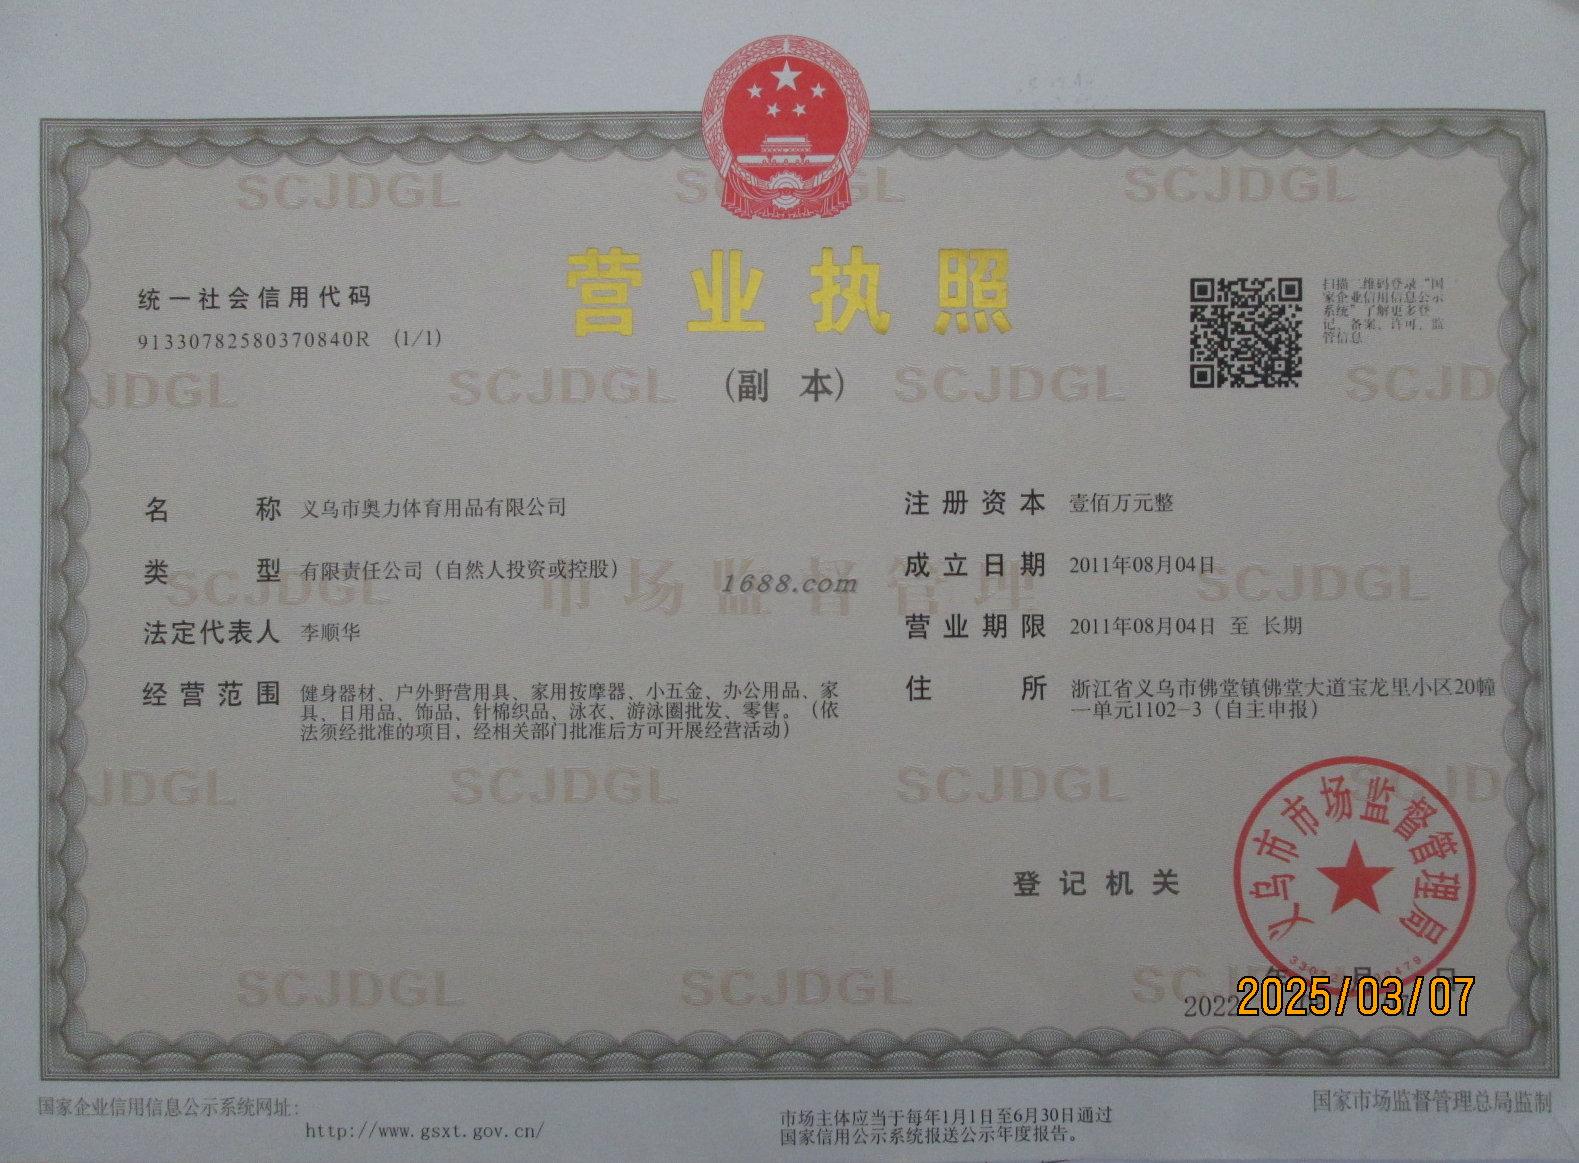 SCJDGL SCJDGL SCJDGL
营业执照
(副 本)
统一社会信用代码
91330782580370840R (1/1)
扫描二维码登录“国
家企业信用信息公示
系统”了解更多登
记、备案、许可、监
管信息
JDGL SCJDGL SCJDGL SCJD
名 称 义乌市奥力体育用品有限公司
类 型 有限责任公司（自然人投资或控股）
法定代表人 李顺华
经营范围 健身器材、户外野营用具、家用按摩器、小五金、办公用品、家
具、日用品、饰品、针棉织品、泳衣、游泳圈批发、零售。（依
法须经批准的项目，经相关部门批准后方可开展经营活动）
注册资本 壹佰万元整
成立日期 2011年08月04日
营业期限 2011年08月04日 至 长期
住 所 浙江省义乌市佛堂镇佛堂大道宝龙里小区20幢
一单元1102-3（自主申报）
SCJDGL 市场监督管理 SCJDGL
1688.com
JDGL SCJDGL SCJDGL JD
登记机关
义乌市市场监督管理局
SCJDGL SCJDGL SCJ
年 月 日
2022
2025/03/07
国家企业信用信息公示系统网址：
http://www.gsxt.gov.cn/
市场主体应当于每年1月1日至6月30日通过
国家信用公示系统报送公示年度报告。
国家市场监督管理总局监制